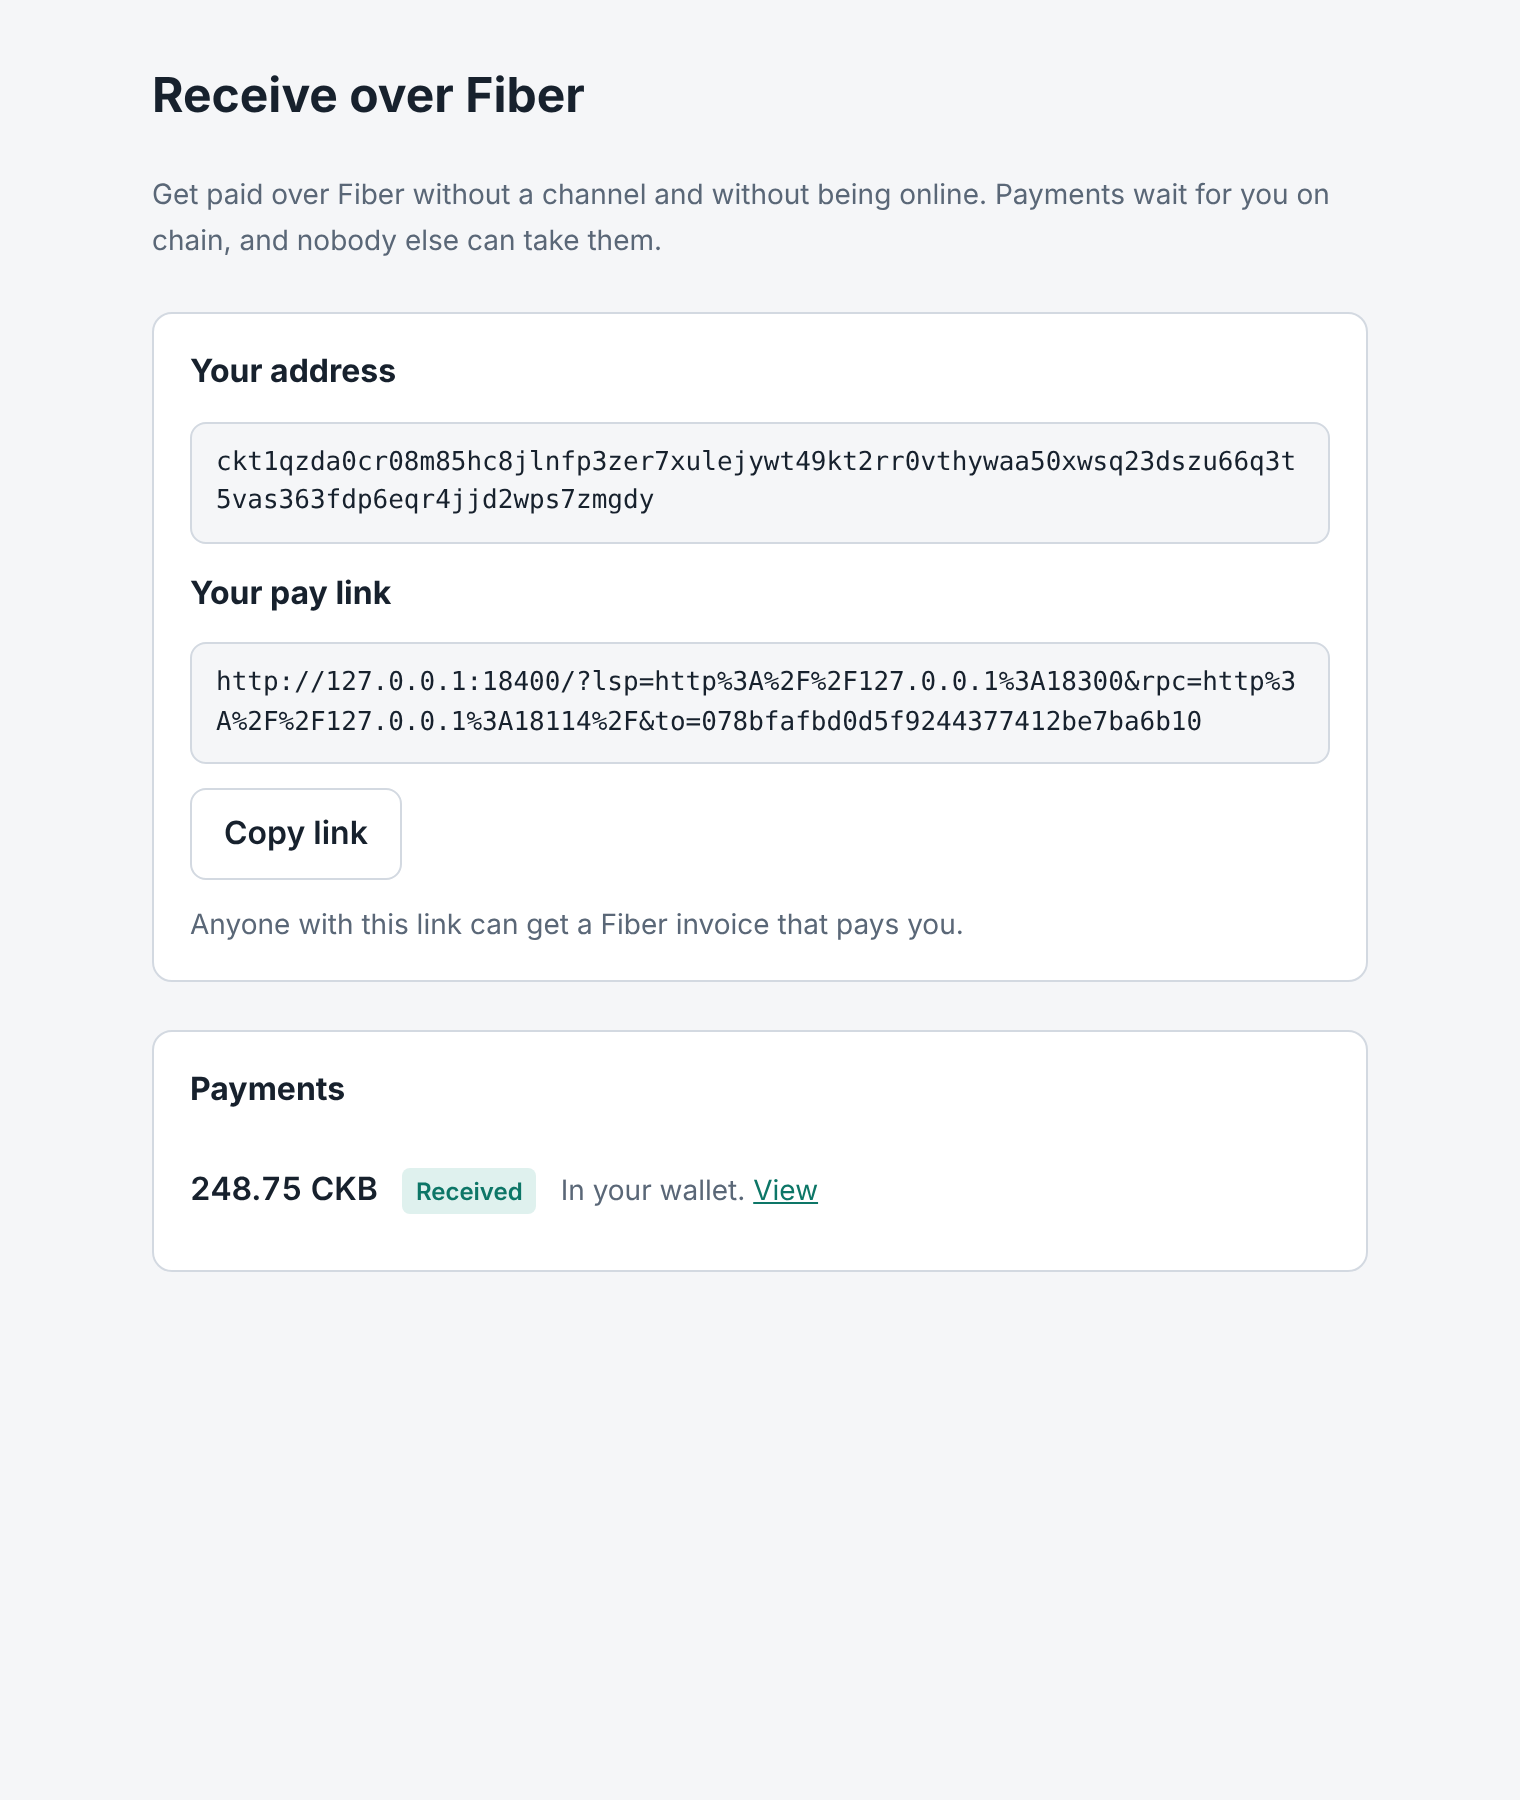 Receive over Fiber
Get paid over Fiber without a channel and without being online. Payments wait for you on
chain, and nobody else can take them.
Your address
ckt1qzda0cr08m85hc8jlnfp3zer7xulejywt49kt2rr0vthywaa50xwsq23dszu66q3t
5vas363fdp6eqr4jjd2wps7zmgdy
Your pay link
http://127.0.0.1:18400/?lsp=http%3A%2F%2F127.0.0.1%3A18300&rpc=http%3
A%2F%2F127.0.0.1%3A18114%2F&to=078bfafbd0d5f9244377412be7ba6b10
Copy link
Anyone with this link can get a Fiber invoice that pays you.
Payments
248.75 CKB Received In your wallet. View